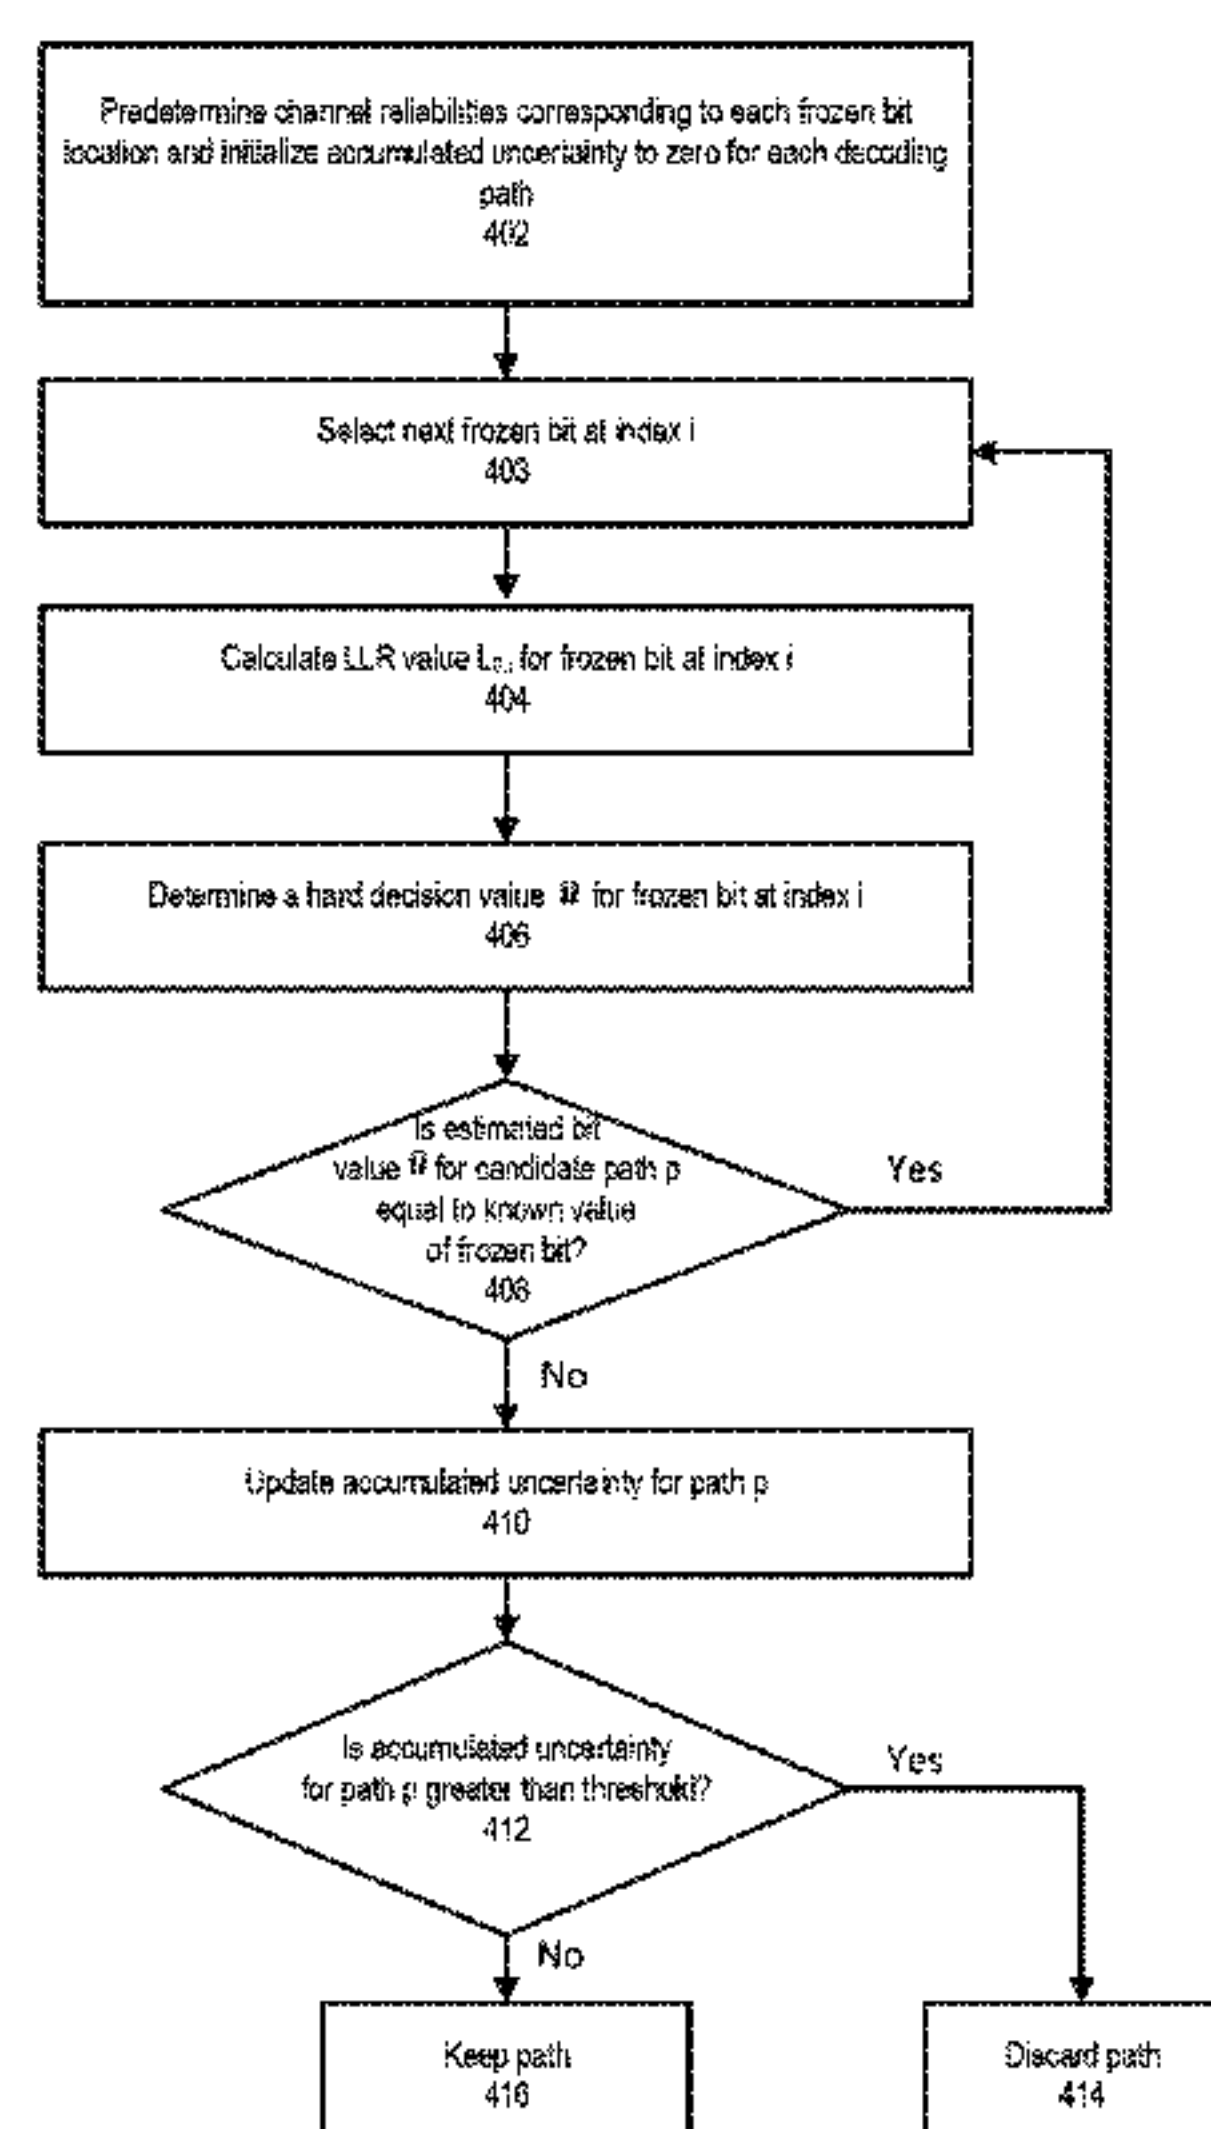 Predetermine channel reliabilities corresponding to each frozen bit
location and initialize accumulated uncertainty to zero for each decoding
path
402
Select next frozen bit at index i
403
Calculate LLR value for frozen bit at index i
404
Determine a hard decision value û for frozen bit at index i
406
Is estimated bit
value û for candidate path p
equal to known value
of frozen bit?
408
Yes
No
Update accumulated uncertainty for path p
410
Is accumulated uncertainty
for path p greater than threshold?
412
Yes
No
Keep path
416
Discard path
414